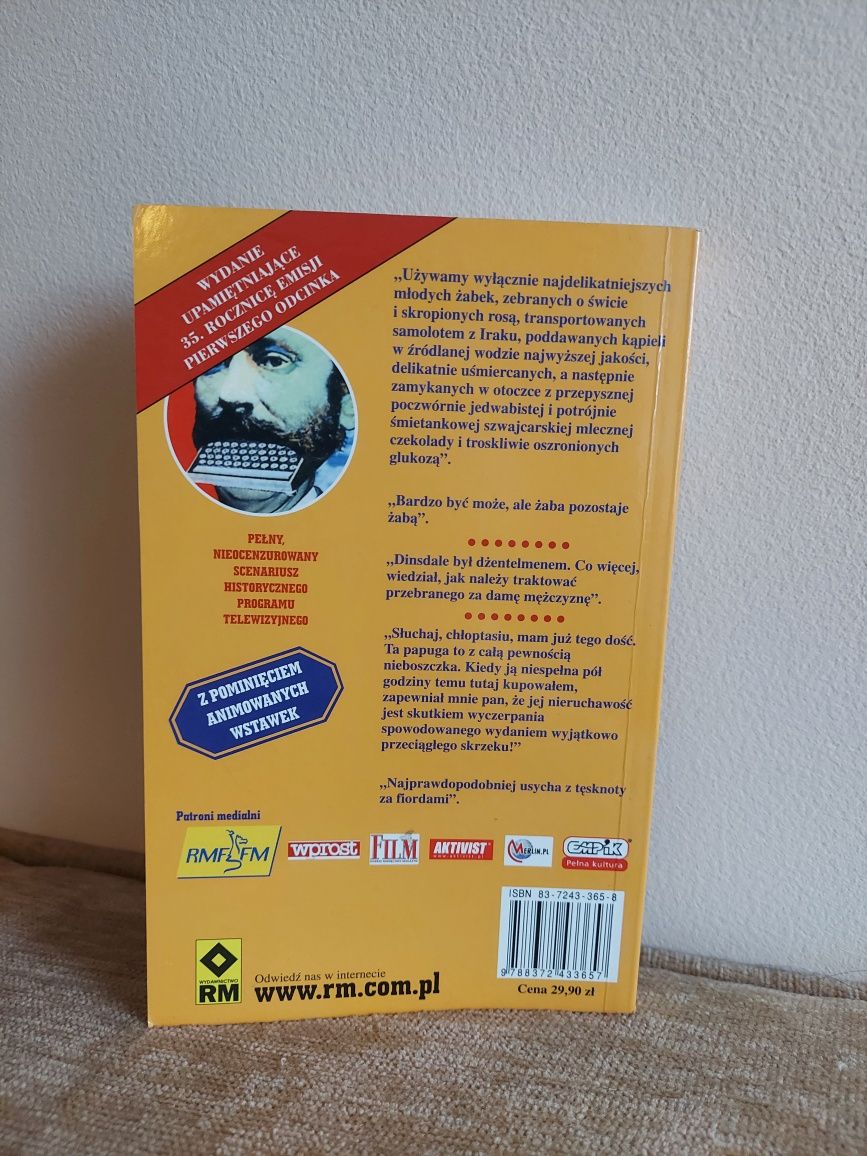 WYDANIE
UPAMIĘTNIAJĄCE
35. ROCZNICĘ EMISJI
PIERWSZEGO ODCINKA
PEŁNY,
NIEOCENZUROWANY
SCENARIUSZ
HISTORYCZNEGO
PROGRAMU
TELEWIZYJNEGO
Z POMINIĘCIEM
ANIMOWANYCH
WSTAWEK
„Używamy wyłącznie najdelikatniejszych
młodych żabek, zebranych o świcie
i skropionych rosą, transportowanych
samolotem z Iraku, poddawanych kąpieli
w źródlanej wodzie najwyższej jakości,
delikatnie uśmiercanych, a następnie
zamykanych w otoczce z przepysznej
poczwórnie jedwabistej i potrójnie
śmietankowej szwajcarskiej mlecznej
czekolady i troskliwie oszronionych
glukozą”.
„Bardzo być może, ale żaba pozostaje
żabą”.
„Dinsdale był dżentelmenem. Co więcej,
wiedział, jak należy traktować
przebranego za damę mężczyznę”.
„Słuchaj, chłoptasiu, mam już tego dość.
Ta papuga to z całą pewnością
nieboszczka. Kiedy ją niespełna pół
godziny temu tutaj kupowałem,
zapewniał mnie pan, że jej nieruchawość
jest skutkiem wyczerpania
spowodowanego wydaniem wyjątkowo
przeciągłego skrzeku!”
„Najprawdopodobniej usycha z tęsknoty
za fiordami”.
Patroni medialni
RMF FM
wprost
FILM
AKTIVIST
www.aktivist.pl
MERLIN.PL
EMPiK
Pełna kultura
ISBN 83-7243-365-8
9 788372 433657
Cena 29,90 zł
WYDAWNICTWO
RM
Odwiedź nas w internecie
www.rm.com.pl